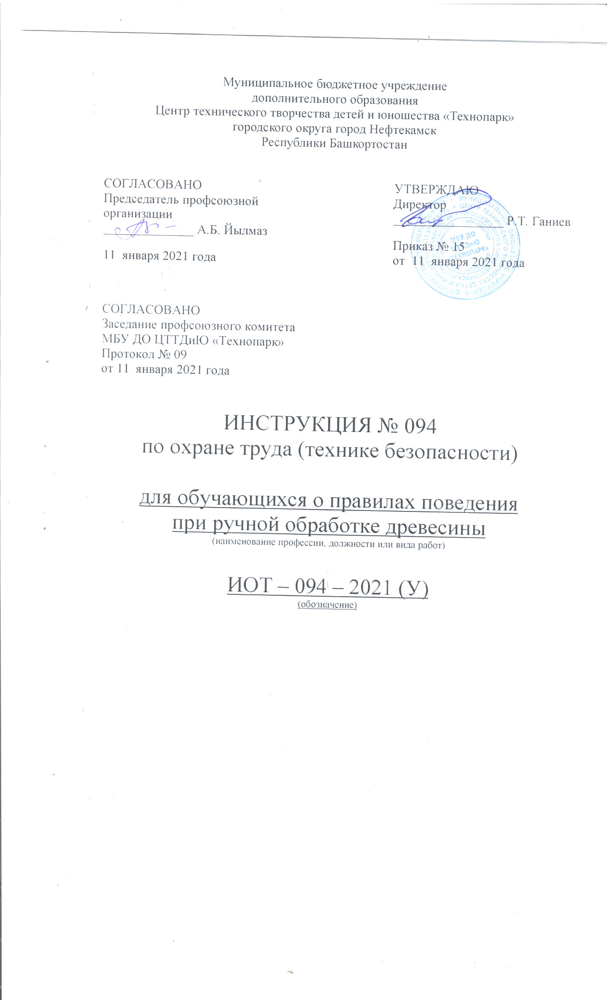 Муниципальное бюджетное учреждение
дополнительного образования
Центр технического творчества детей и юношества «Технопарк»
городского округа город Нефтекамск
Республики Башкортостан
СОГЛАСОВАНО
Председатель профсоюзной
организации
______________ А.Б. Йылмаз
11 января 2021 года
УТВЕРЖДАЮ
Директор
_________________ Р.Т. Ганиев
Приказ № 15
от 11 января 2021 года
МБУ ДО
ЦТТДиЮ
«ТЕХНОПАРК»
СОГЛАСОВАНО
Заседание профсоюзного комитета
МБУ ДО ЦТТДиЮ «Технопарк»
Протокол № 09
от 11 января 2021 года
ИНСТРУКЦИЯ № 094
по охране труда (технике безопасности)
для обучающихся о правилах поведения
при ручной обработке древесины
(наименование профессии, должности или вида работ)
ИОТ – 094 – 2021 (У)
(обозначение)